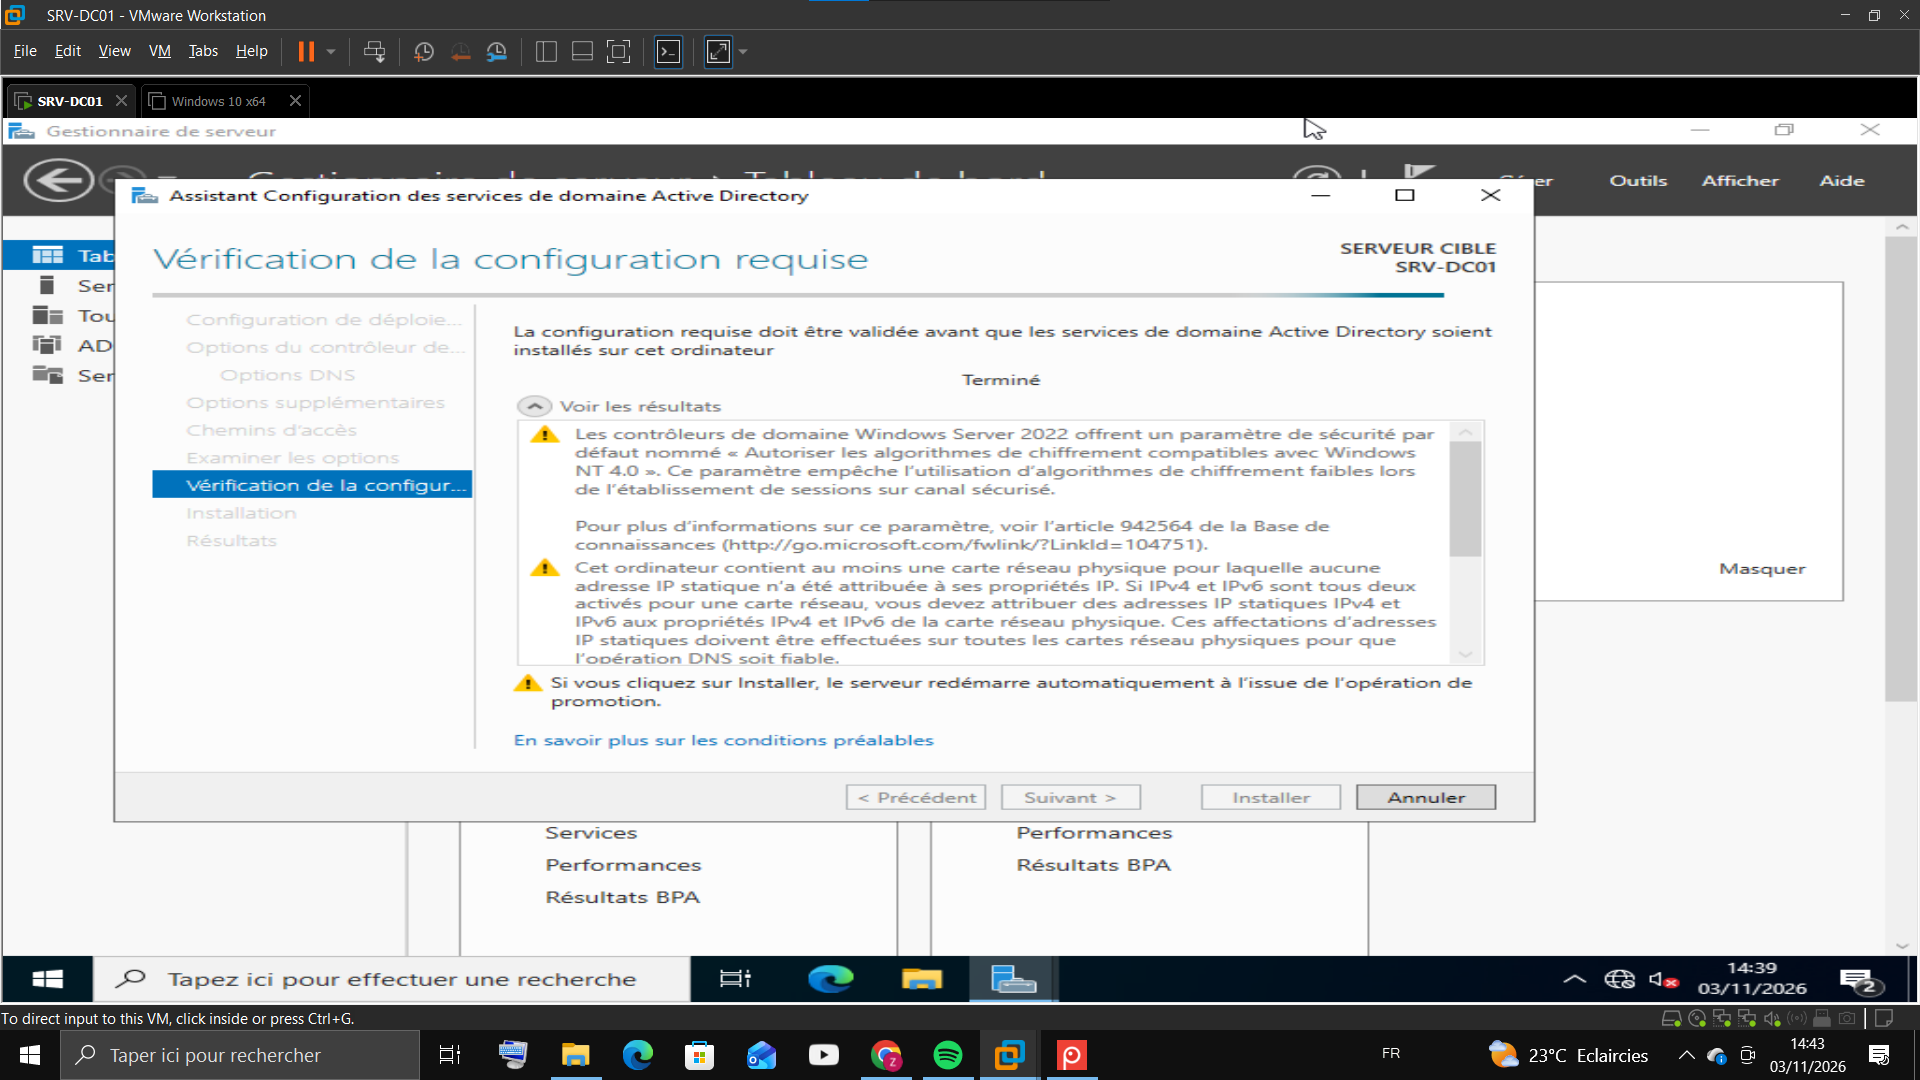 SRV-DC01 - VMware Workstation
File Edit View VM Tabs Help
SRV-DC01
Windows 10 x64
Gestionnaire de serveur
Outils Afficher Aide
Assistant Configuration des services de domaine Active Directory
Vérification de la configuration requise
SERVEUR CIBLE
SRV-DC01
Tab
Ser
Tou
AD
Ser
Configuration de déploie...
Options du contrôleur de...
Options DNS
Options supplémentaires
Chemins d'accès
Examiner les options
Vérification de la configur...
Installation
Résultats
La configuration requise doit être validée avant que les services de domaine Active Directory soient
installés sur cet ordinateur
Terminé
Voir les résultats
Les contrôleurs de domaine Windows Server 2022 offrent un paramètre de sécurité par
défaut nommé « Autoriser les algorithmes de chiffrement compatibles avec Windows
NT 4.0 ». Ce paramètre empêche l'utilisation d'algorithmes de chiffrement faibles lors
de l'établissement de sessions sur canal sécurisé.
Pour plus d'informations sur ce paramètre, voir l'article 942564 de la Base de
connaissances (http://go.microsoft.com/fwlink/?LinkId=104751).
Cet ordinateur contient au moins une carte réseau physique pour laquelle aucune
adresse IP statique n'a été attribuée à ses propriétés IP. Si IPv4 et IPv6 sont tous deux
activés pour une carte réseau, vous devez attribuer des adresses IP statiques IPv4 et
IPv6 aux propriétés IPv4 et IPv6 de la carte réseau physique. Ces affectations d'adresses
IP statiques doivent être effectuées sur toutes les cartes réseau physiques pour que
l'opération DNS soit fiable.
Si vous cliquez sur Installer, le serveur redémarre automatiquement à l'issue de l'opération de
promotion.
En savoir plus sur les conditions préalables
< Précédent Suivant > Installer Annuler
Masquer
Services
Performances
Résultats BPA
Performances
Résultats BPA
Tapez ici pour effectuer une recherche
14:39
03/11/2026
2
To direct input to this VM, click inside or press Ctrl+G.
Taper ici pour rechercher
FR
23°C Eclaircies
14:43
03/11/2026